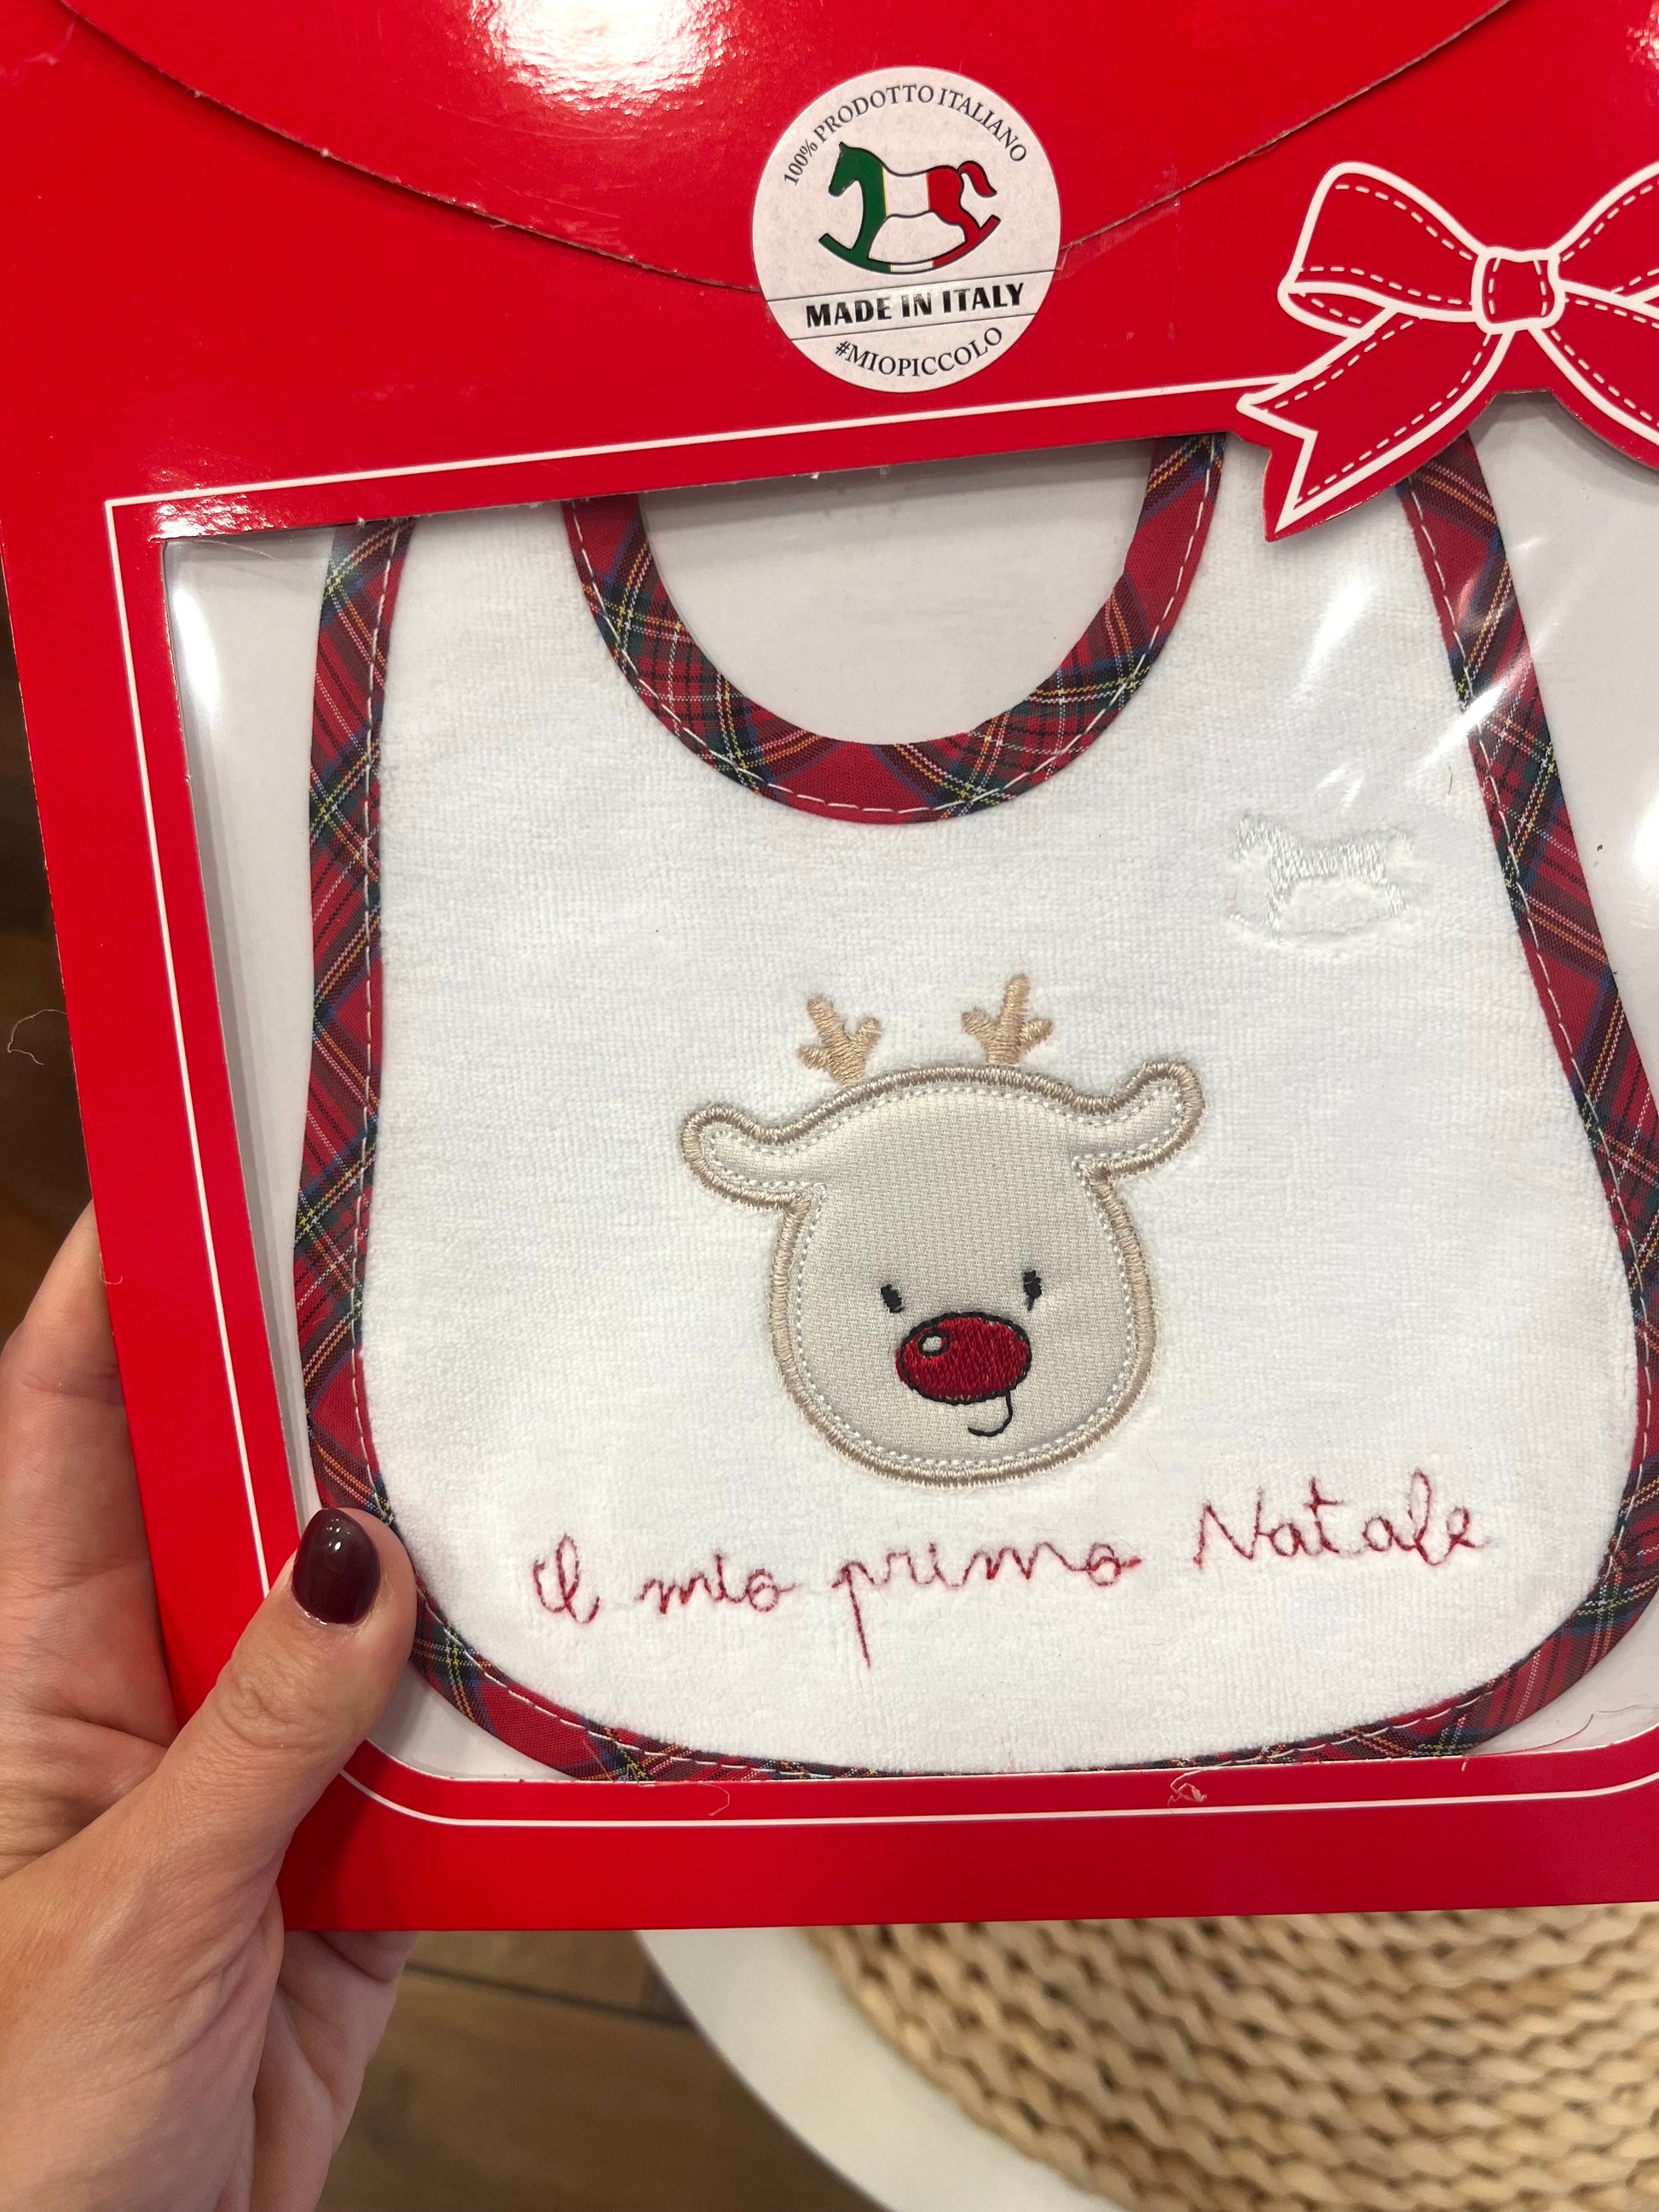 100% PRODOTTO ITALIANO
MADE IN ITALY
#MIOPICCOLO
Il mio primo Natale